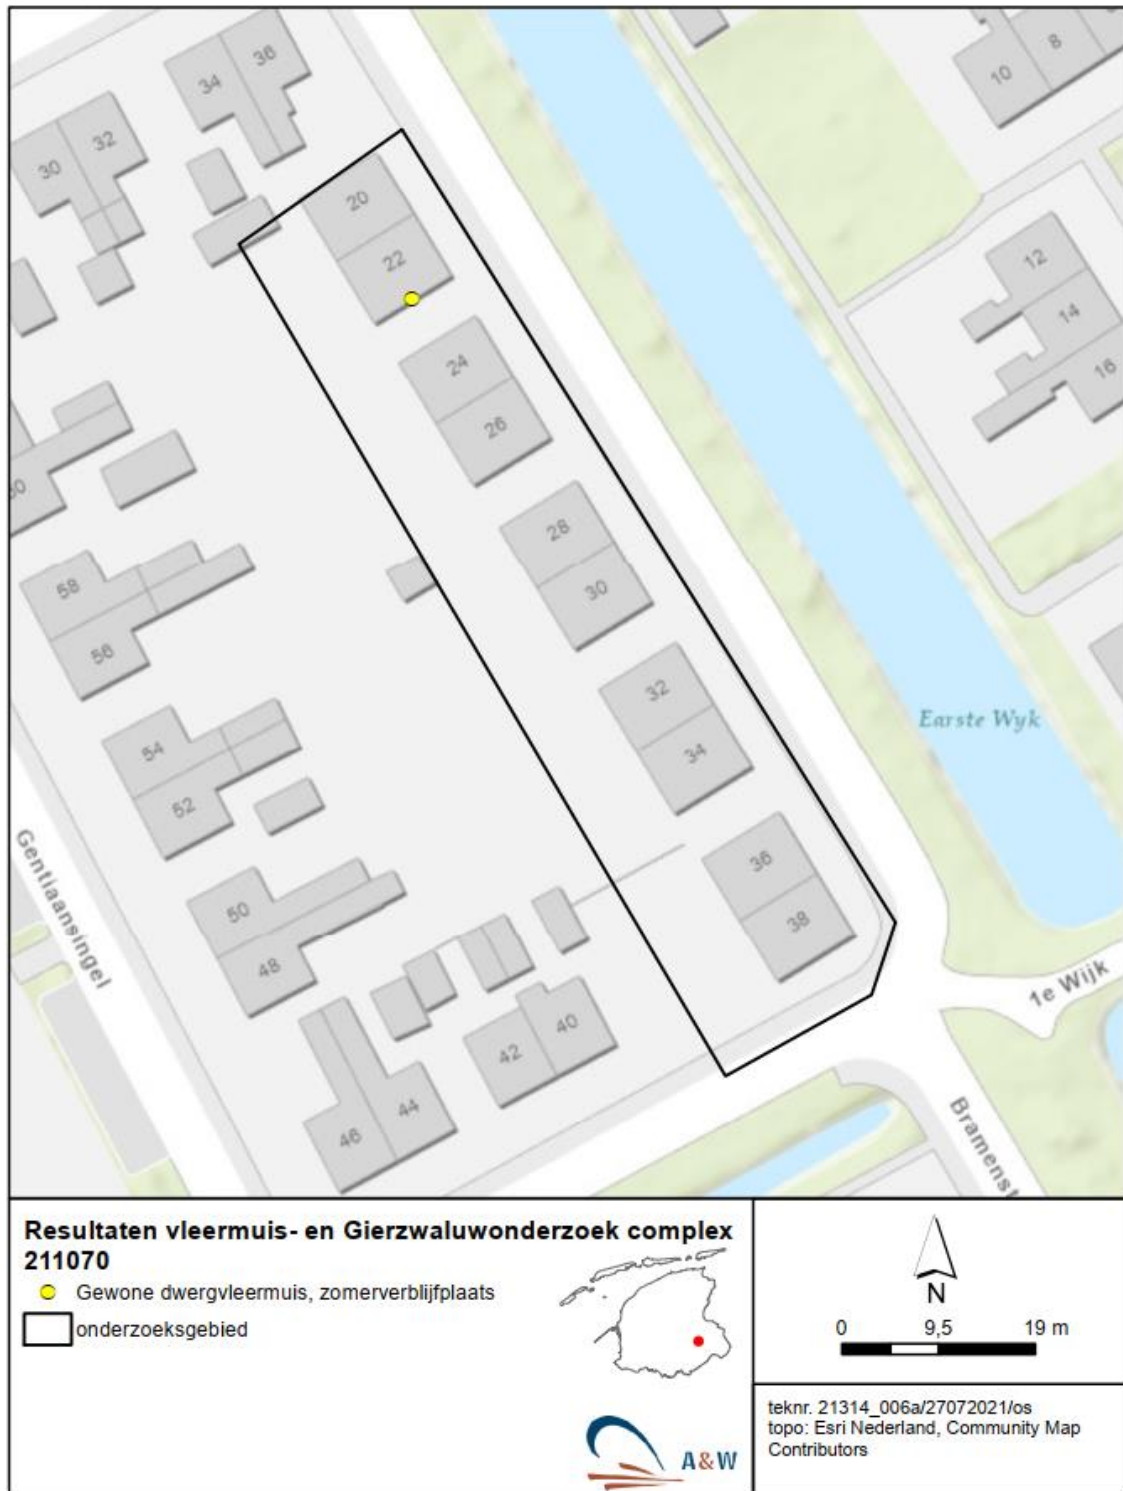 36
34
8
10
32
30
20
12
22
14
24
16
26
28
58
30
56
32
Earste Wyk
54
34
52
Gentiaansingel
36
50
38
48
1e Wijk
40
42
44
46
Bramenst
Resultaten vleermuis- en Gierzwaluwonderzoek complex
211070
Gewone dwergvleermuis, zomerverblijfplaats
onderzoeksgebied
N
0 9,5 19 m
A&W
teknr. 21314_006a/27072021/os
topo: Esri Nederland, Community Map
Contributors